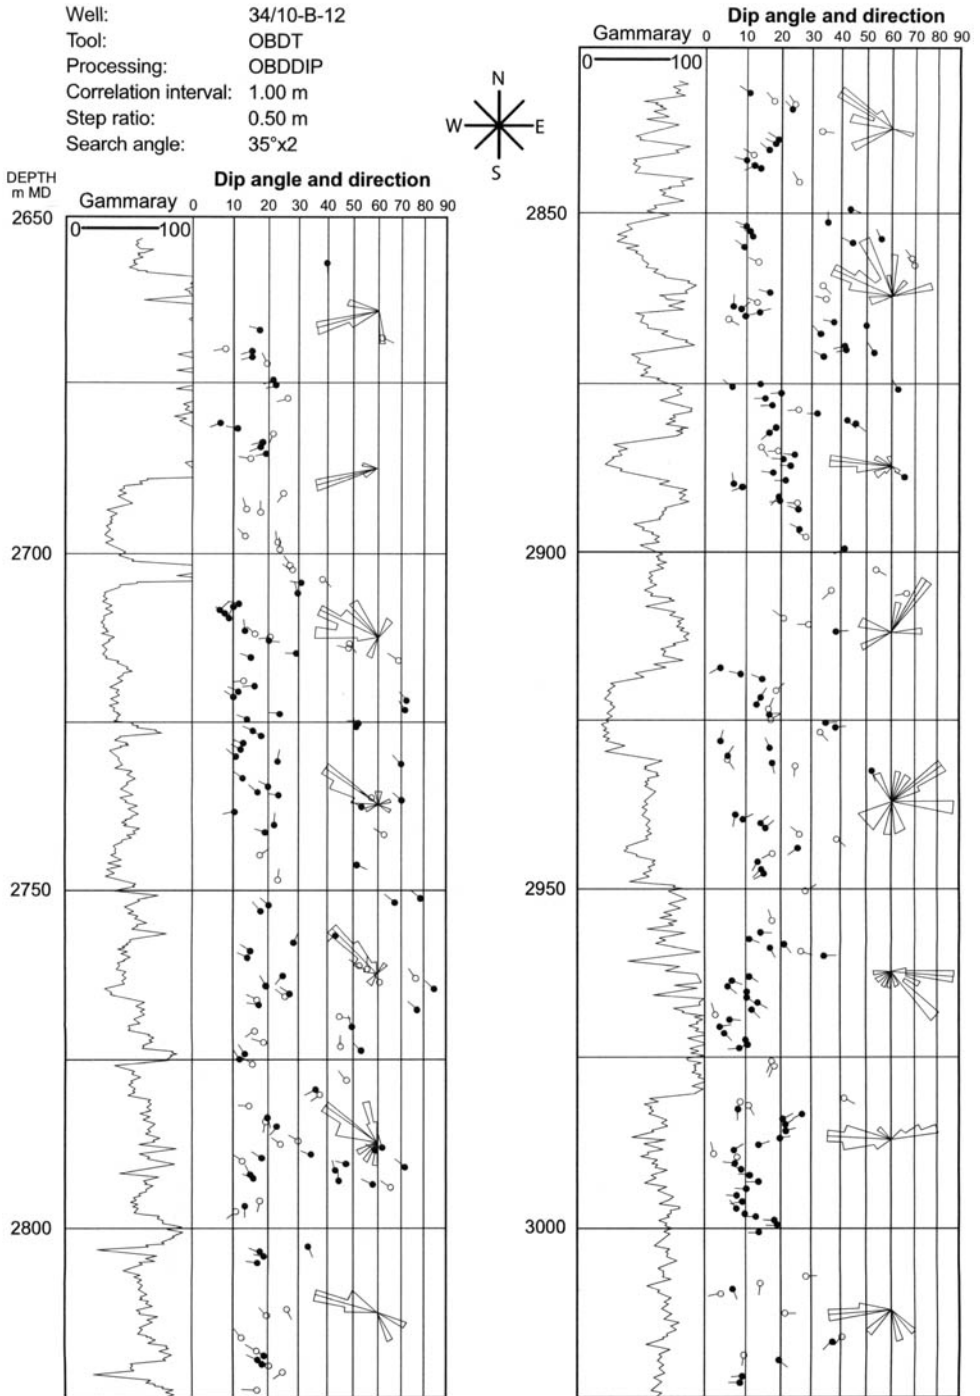 Well: 34/10-B-12
Tool: OBDT
Processing: OBDDIP
Correlation interval: 1.00 m
Step ratio: 0.50 m
Search angle: 35°x2
N
W E
S
DEPTH
m MD
Gammaray
0 100
Dip angle and direction
0 10 20 30 40 50 60 70 80 90
2650
2700
2750
2800
Dip angle and direction
Gammaray
0 100
0 10 20 30 40 50 60 70 90
2850
2900
2950
3000